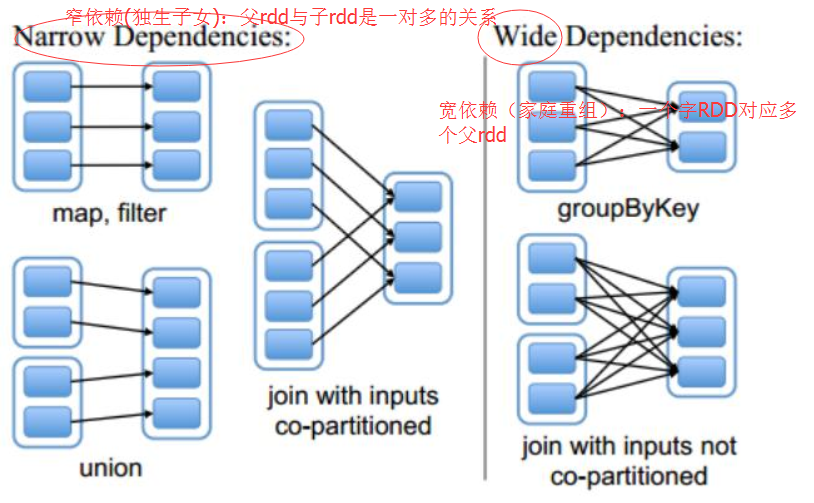 窄依赖(独生子女)：父rdd与子rdd是一对多的关系
Narrow Dependencies:
Wide Dependencies:
宽依赖（家庭重组）：一个字RDD对应多
个父rdd
map, filter
groupByKey
join with inputs
co-partitioned
union
join with inputs not
co-partitioned